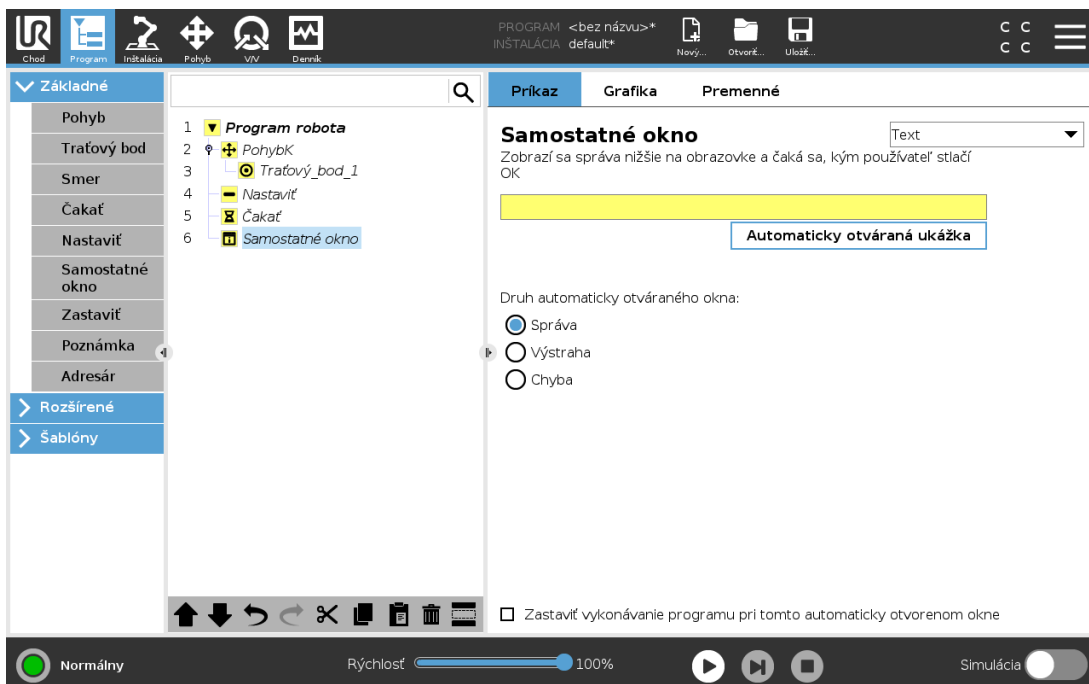 UR
Chod
Program
Inštalácia
Pohyb
V/V
Denník
PROGRAM <bez názvu>*
INŠTALÁCIA default*
Nový...
Otvoriť...
Uložiť...
C C
C C
Základné
Pohyb
Traťový bod
Smer
Čakať
Nastaviť
Samostatné
okno
Zastaviť
Poznámka
Adresár
Rozšírené
Šablóny
1 Program robota
2 PohybK
3 Traťový_bod_1
4 Nastaviť
5 Čakať
6 Samostatné okno
Príkaz Grafika Premenné
Samostatné okno
Text
Zobrazí sa správa nižšie na obrazovke a čaká sa, kým používateľ stlačí
OK
Automaticky otváraná ukážka
Druh automaticky otváraného okna:
Správa
Výstraha
Chyba
Zastaviť vykonávanie programu pri tomto automaticky otvorenom okne
Normálny
Rýchlosť
100%
Simulácia